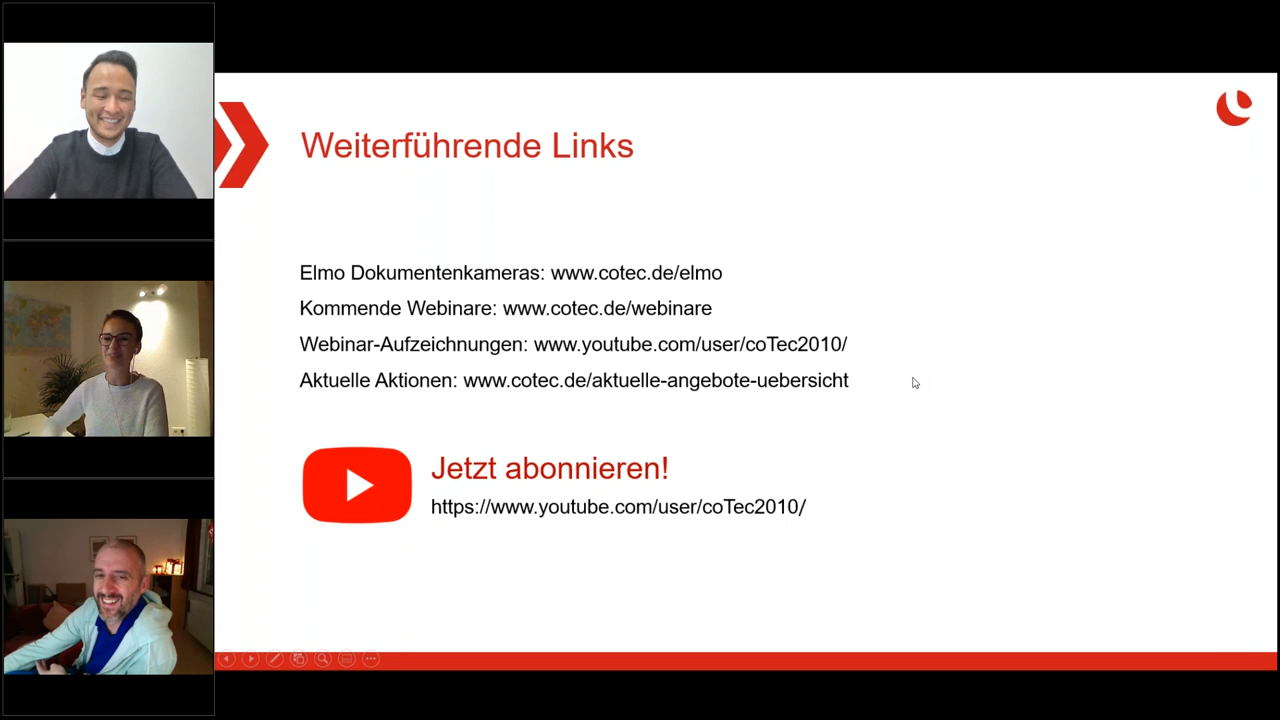 Weiterführende Links
Elmo Dokumentenkameras: www.cotec.de/elmo
Kommende Webinare: www.cotec.de/webinare
Webinar-Aufzeichnungen: www.youtube.com/user/coTec2010/
Aktuelle Aktionen: www.cotec.de/aktuelle-angebote-uebersicht
Jetzt abonnieren!
https://www.youtube.com/user/coTec2010/